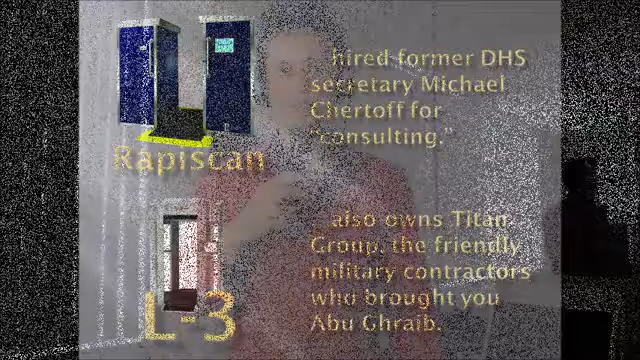 hired former DHS
secretary Michael
Chertoff for
"consulting."
Rapiscan
also owns Titan
Group, the friendly
military contractors
who brought you
Abu Ghraib.
L-3